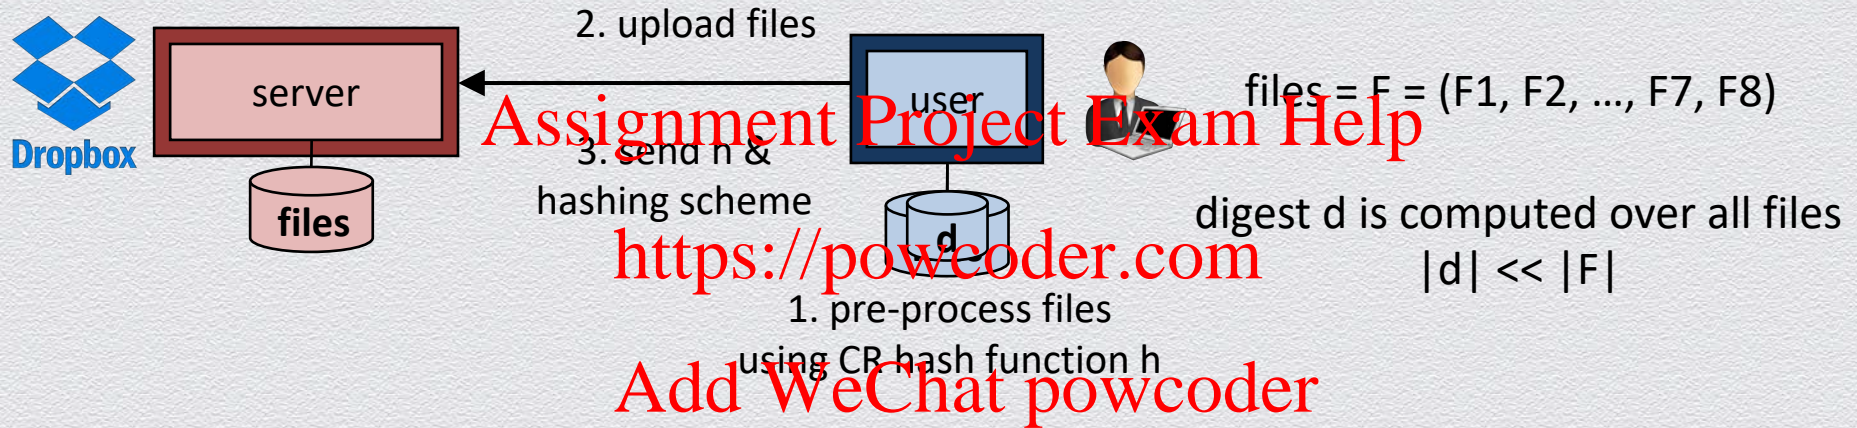 2. upload files
Dropbox
server
user
files = F = (F1, F2, ..., F7, F8)
Assignment Project Exam Help
3. send h &
hashing scheme
files
d
digest d is computed over all files
|d| << |F|
https://powcoder.com
1. pre-process files
using CR hash function h
Add WeChat powcoder